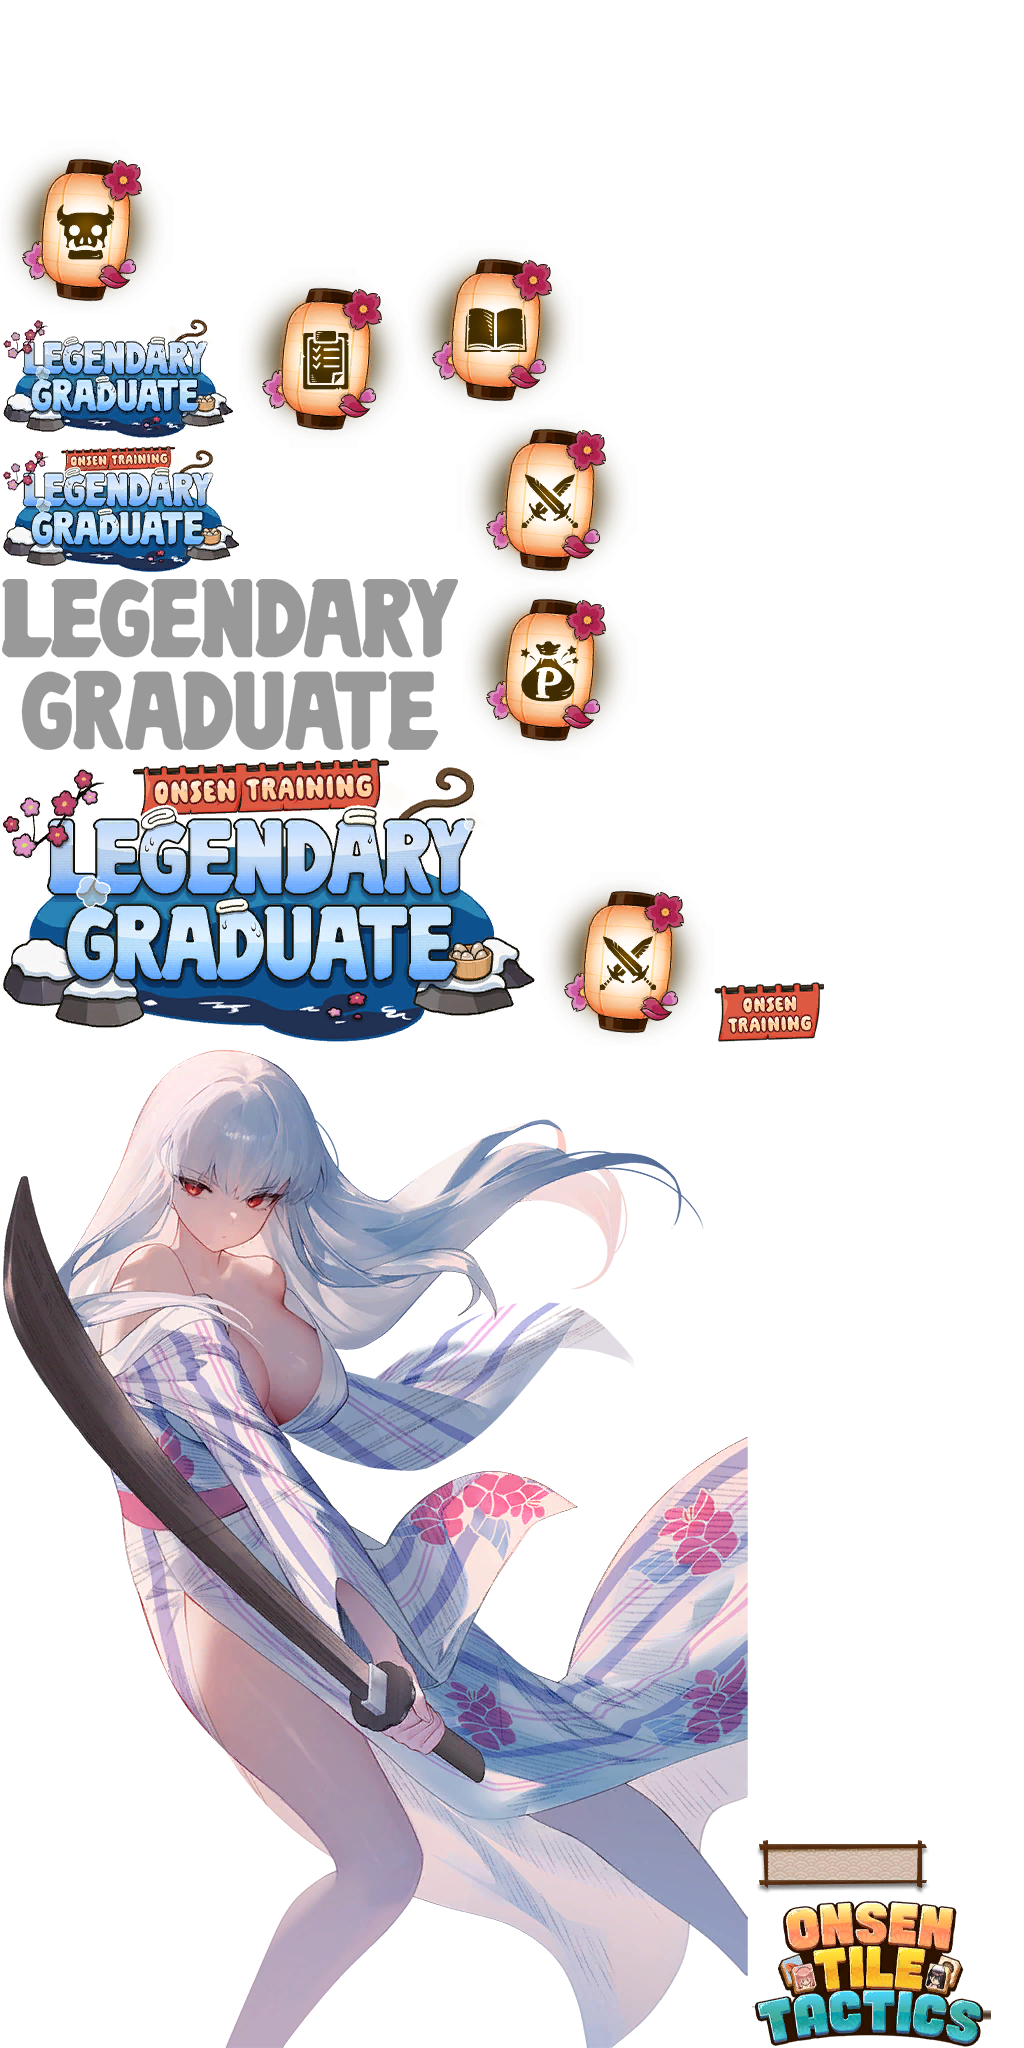 LEGENDARY
GRADUATE
ONSEN TRAINING
LEGENDARY
GRADUATE
LEGENDARY
GRADUATE
P
ONSEN TRAINING
LEGENDARY
GRADUATE
ONSEN
TRAINING
ONSEN
TILE
TACTICS